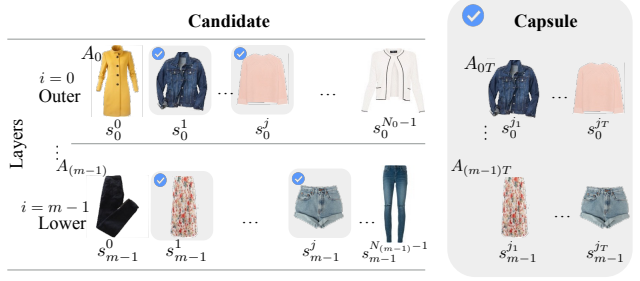 Candidate
Capsule
A_0
A_{0T}
i = 0
Outer
... ... ...
s_0^0 s_0^1 s_0^j s_0^{N_0-1}
s_0^{j_1} s_0^{j_T}
Layers
⋮
⋮
A_{(m-1)}
A_{(m-1)T}
i = m-1
Lower
... ... ...
s_{m-1}^0 s_{m-1}^1 s_{m-1}^j s_{m-1}^{N_{(m-1)}-1}
s_{m-1}^{j_1} s_{m-1}^{j_T}